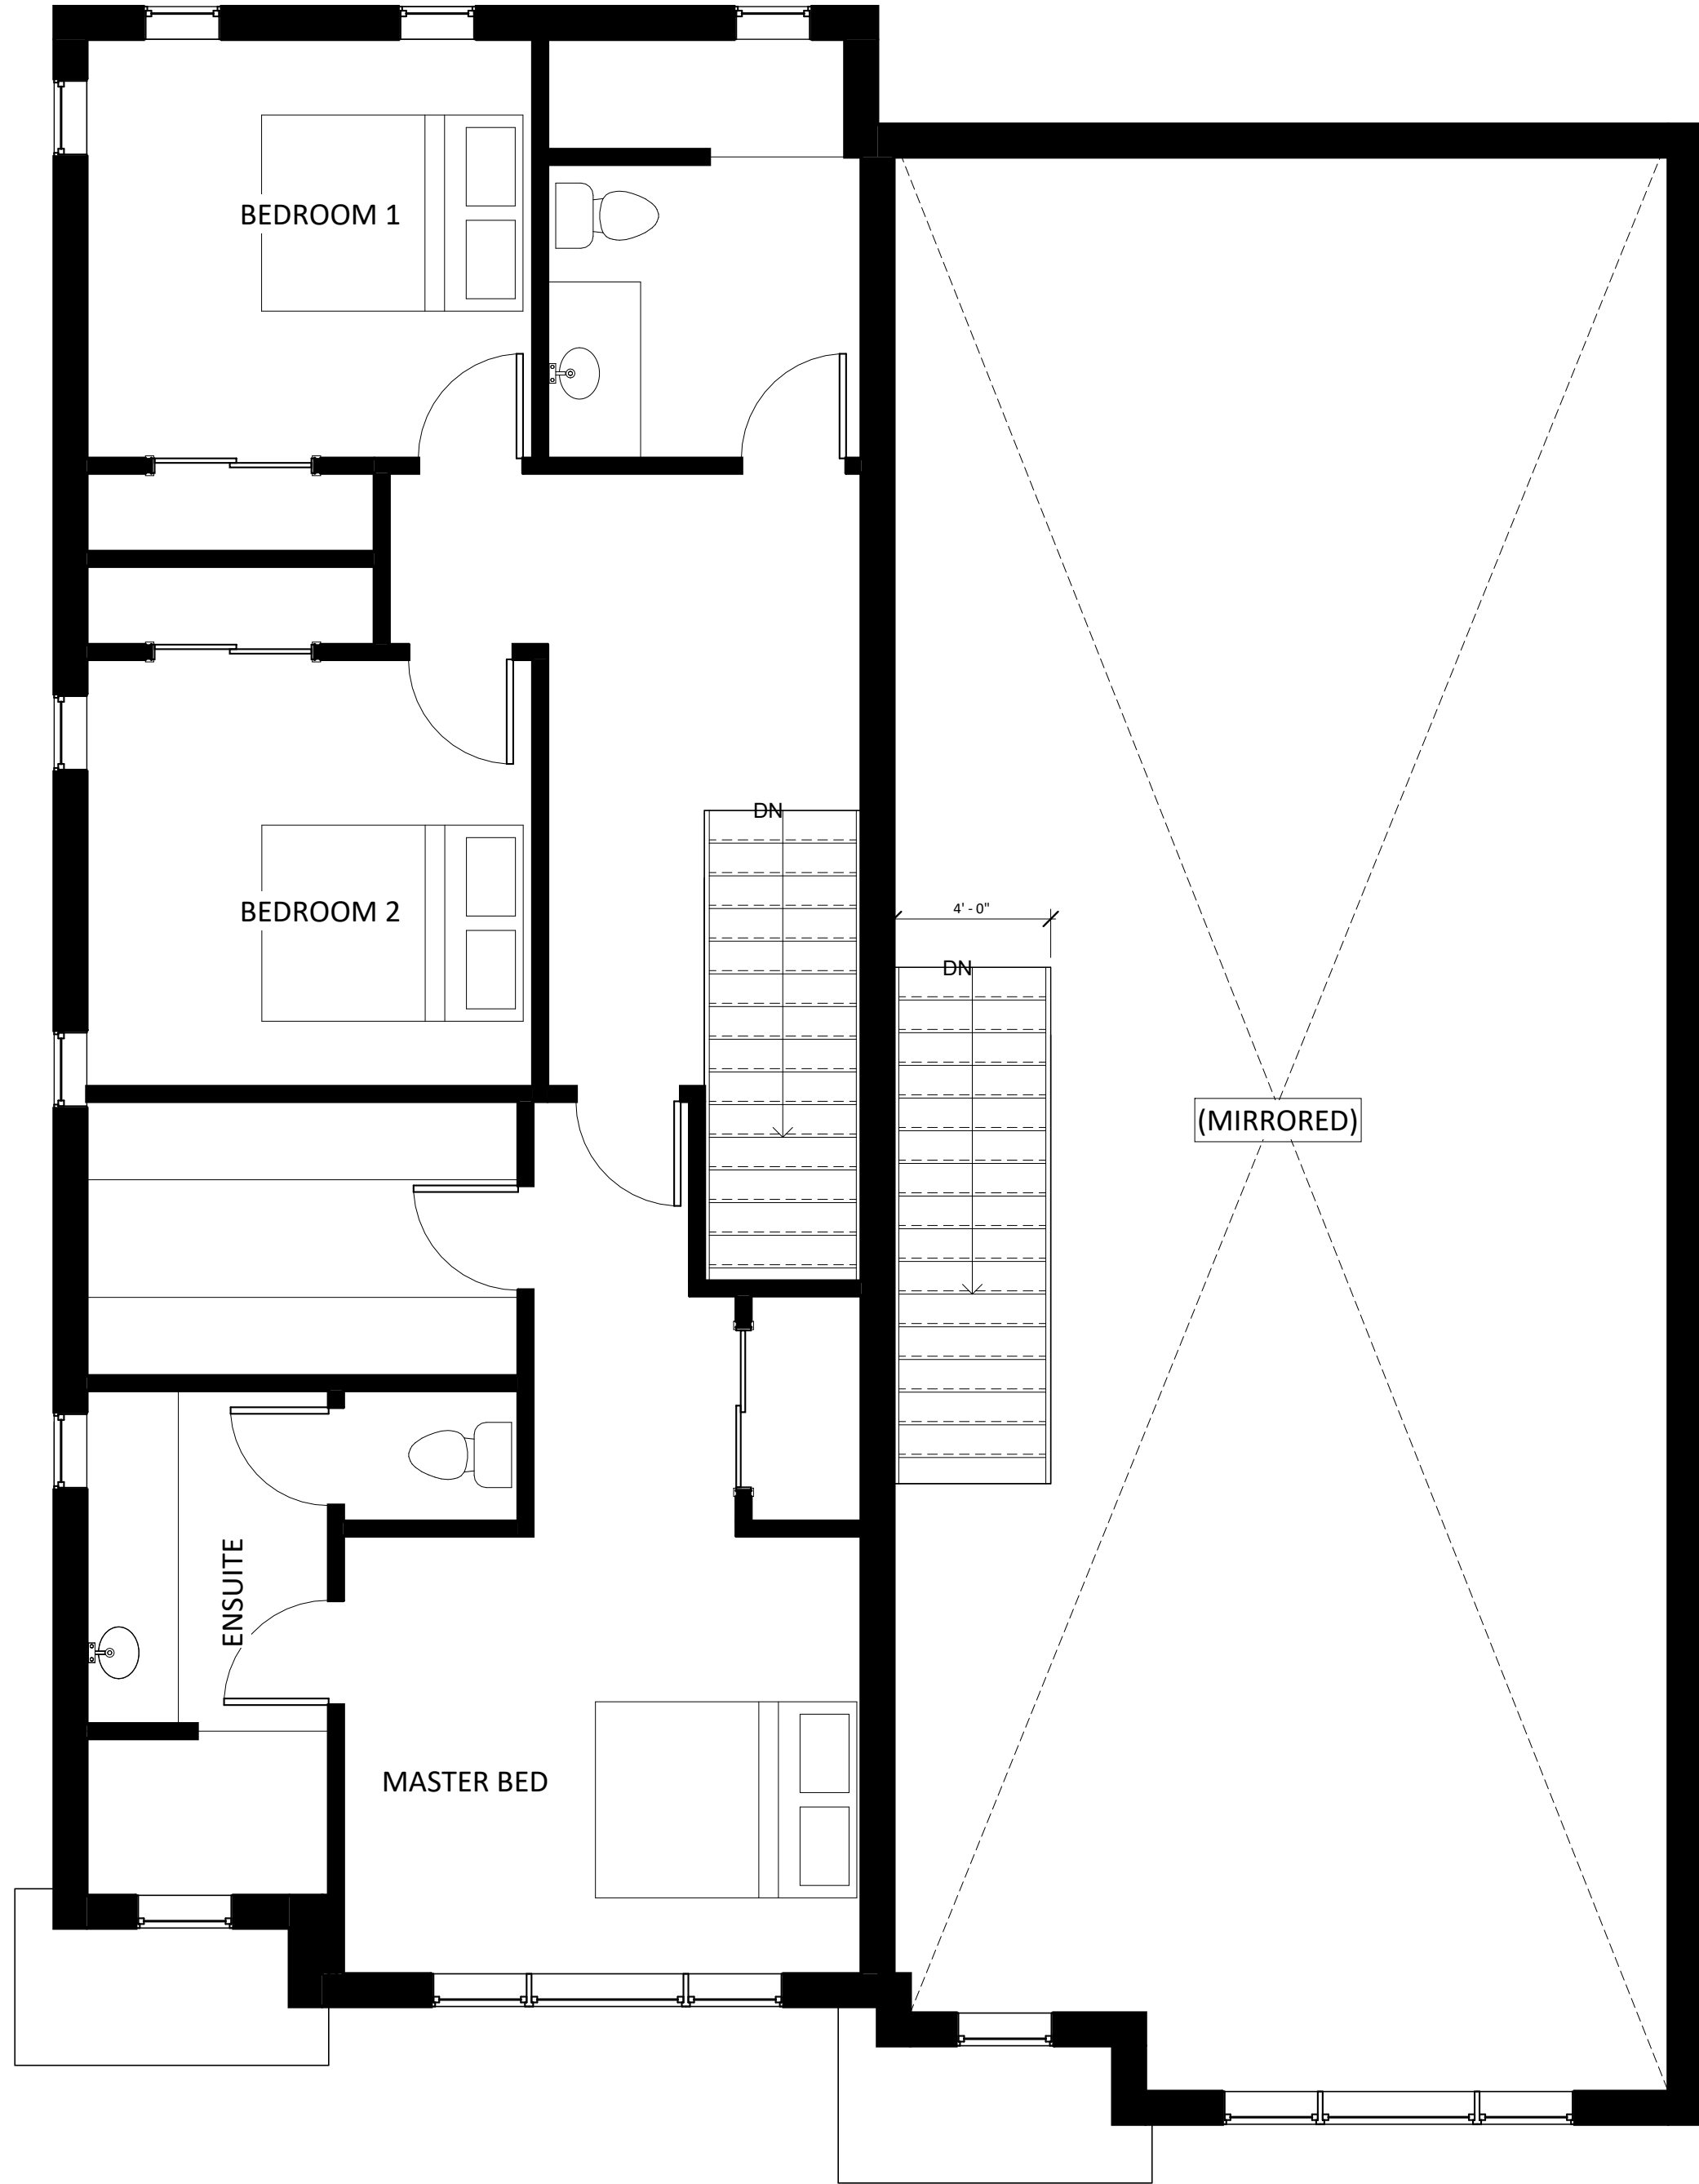 BEDROOM 1
DN
BEDROOM 2
4' - 0"
DN
(MIRRORED)
ENSUITE
MASTER BED